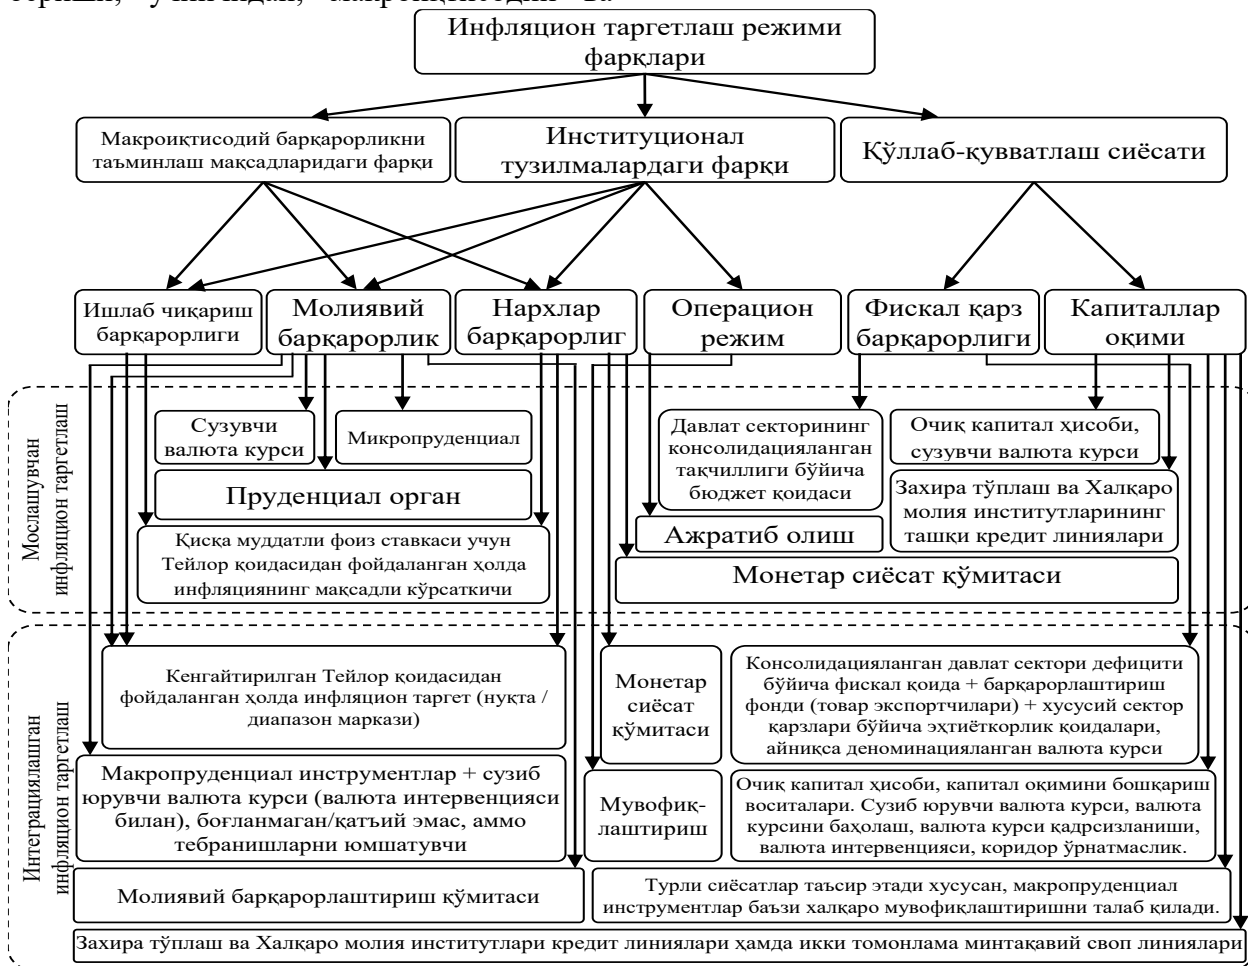 Инфляцион таргетлаш режими
фарқлари
Макроиқтисодий барқарорликни
таъминлаш мақсадларидаги фарқи
Институционал
тузилмалардаги фарқи
Қўллаб-қувватлаш сиёсати
Ишлаб чиқариш
барқарорлиги
Молиявий
барқарорлик
Нархлар
барқарорлиг
Операцион
режим
Фискал қарз
барқарорлиги
Капиталлар
оқими
Мослашувчан
инфляцион таргетлаш
Сузувчи
валюта курси
Микропруденциал
Давлат секторининг
консолидацияланган
тақчиллиги бўйича
бюджет қоидаси
Очиқ капитал ҳисоби,
сузувчи валюта курси
Пруденциал орган
Захира тўплаш ва Халқаро
молия институтларининг
ташқи кредит линиялари
Ажратиб олиш
Қисқа муддатли фоиз ставкаси учун
Тейлор қоидасидан фойдаланган ҳолда
инфляциянинг мақсадли кўрсаткичи
Монетар сиёсат қўмитаси
Интеграциялашган
инфляцион таргетлаш
Кенгайтирилган Тейлор қоидасидан
фойдаланган ҳолда инфляцион таргет (нуқта /
диапазон маркази)
Монетар
сиёсат
қўмитаси
Консолидацияланган давлат сектори дефицити
бўйича фискал қоида + барқарорлаштириш
фонди (товар экспортчилари) + хусусий сектор
қарзлари бўйича эҳтиёткорлик қоидалари,
айниқса деноминацияланган валюта курси
Макропруденциал инструментлар + сузиб
юрувчи валюта курси (валюта интервенцияси
билан), боғланмаган/қатъий эмас, аммо
тебранишларни юмшатувчи
Мувофиқ-
лаштириш
Очиқ капитал ҳисоби, капитал оқимини бошқариш
воситалари. Сузиб юрувчи валюта курси, валюта
курсини баҳолаш, валюта курси қадрсизланиши,
валюта интервенцияси, коридор ўрнатмаслик.
Молиявий барқарорлаштириш қўмитаси
Турли сиёсатлар таъсир этади хусусан, макропруденциал
инструментлар баъзи халқаро мувофиқлаштиришни талаб қилади.
Захира тўплаш ва Халқаро молия институтлари кредит линиялари ҳамда икки томонлама минтақавий своп линиялари